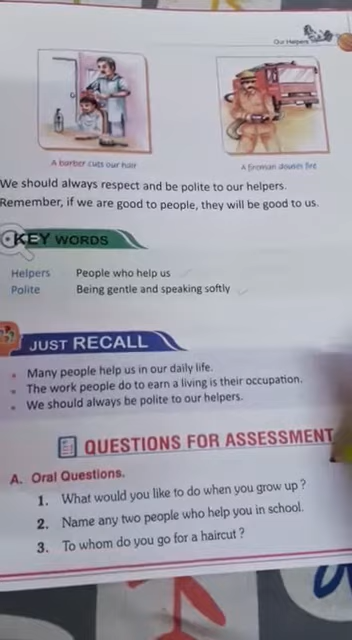 Our Helpers
A barber cuts our hair
A fireman douses fire
We should always respect and be polite to our helpers.
Remember, if we are good to people, they will be good to us.
KEY WORDS
Helpers People who help us
Polite Being gentle and speaking softly
JUST RECALL
• Many people help us in our daily life.
• The work people do to earn a living is their occupation.
• We should always be polite to our helpers.
QUESTIONS FOR ASSESSMENT
A. Oral Questions.
1. What would you like to do when you grow up ?
2. Name any two people who help you in school.
3. To whom do you go for a haircut ?